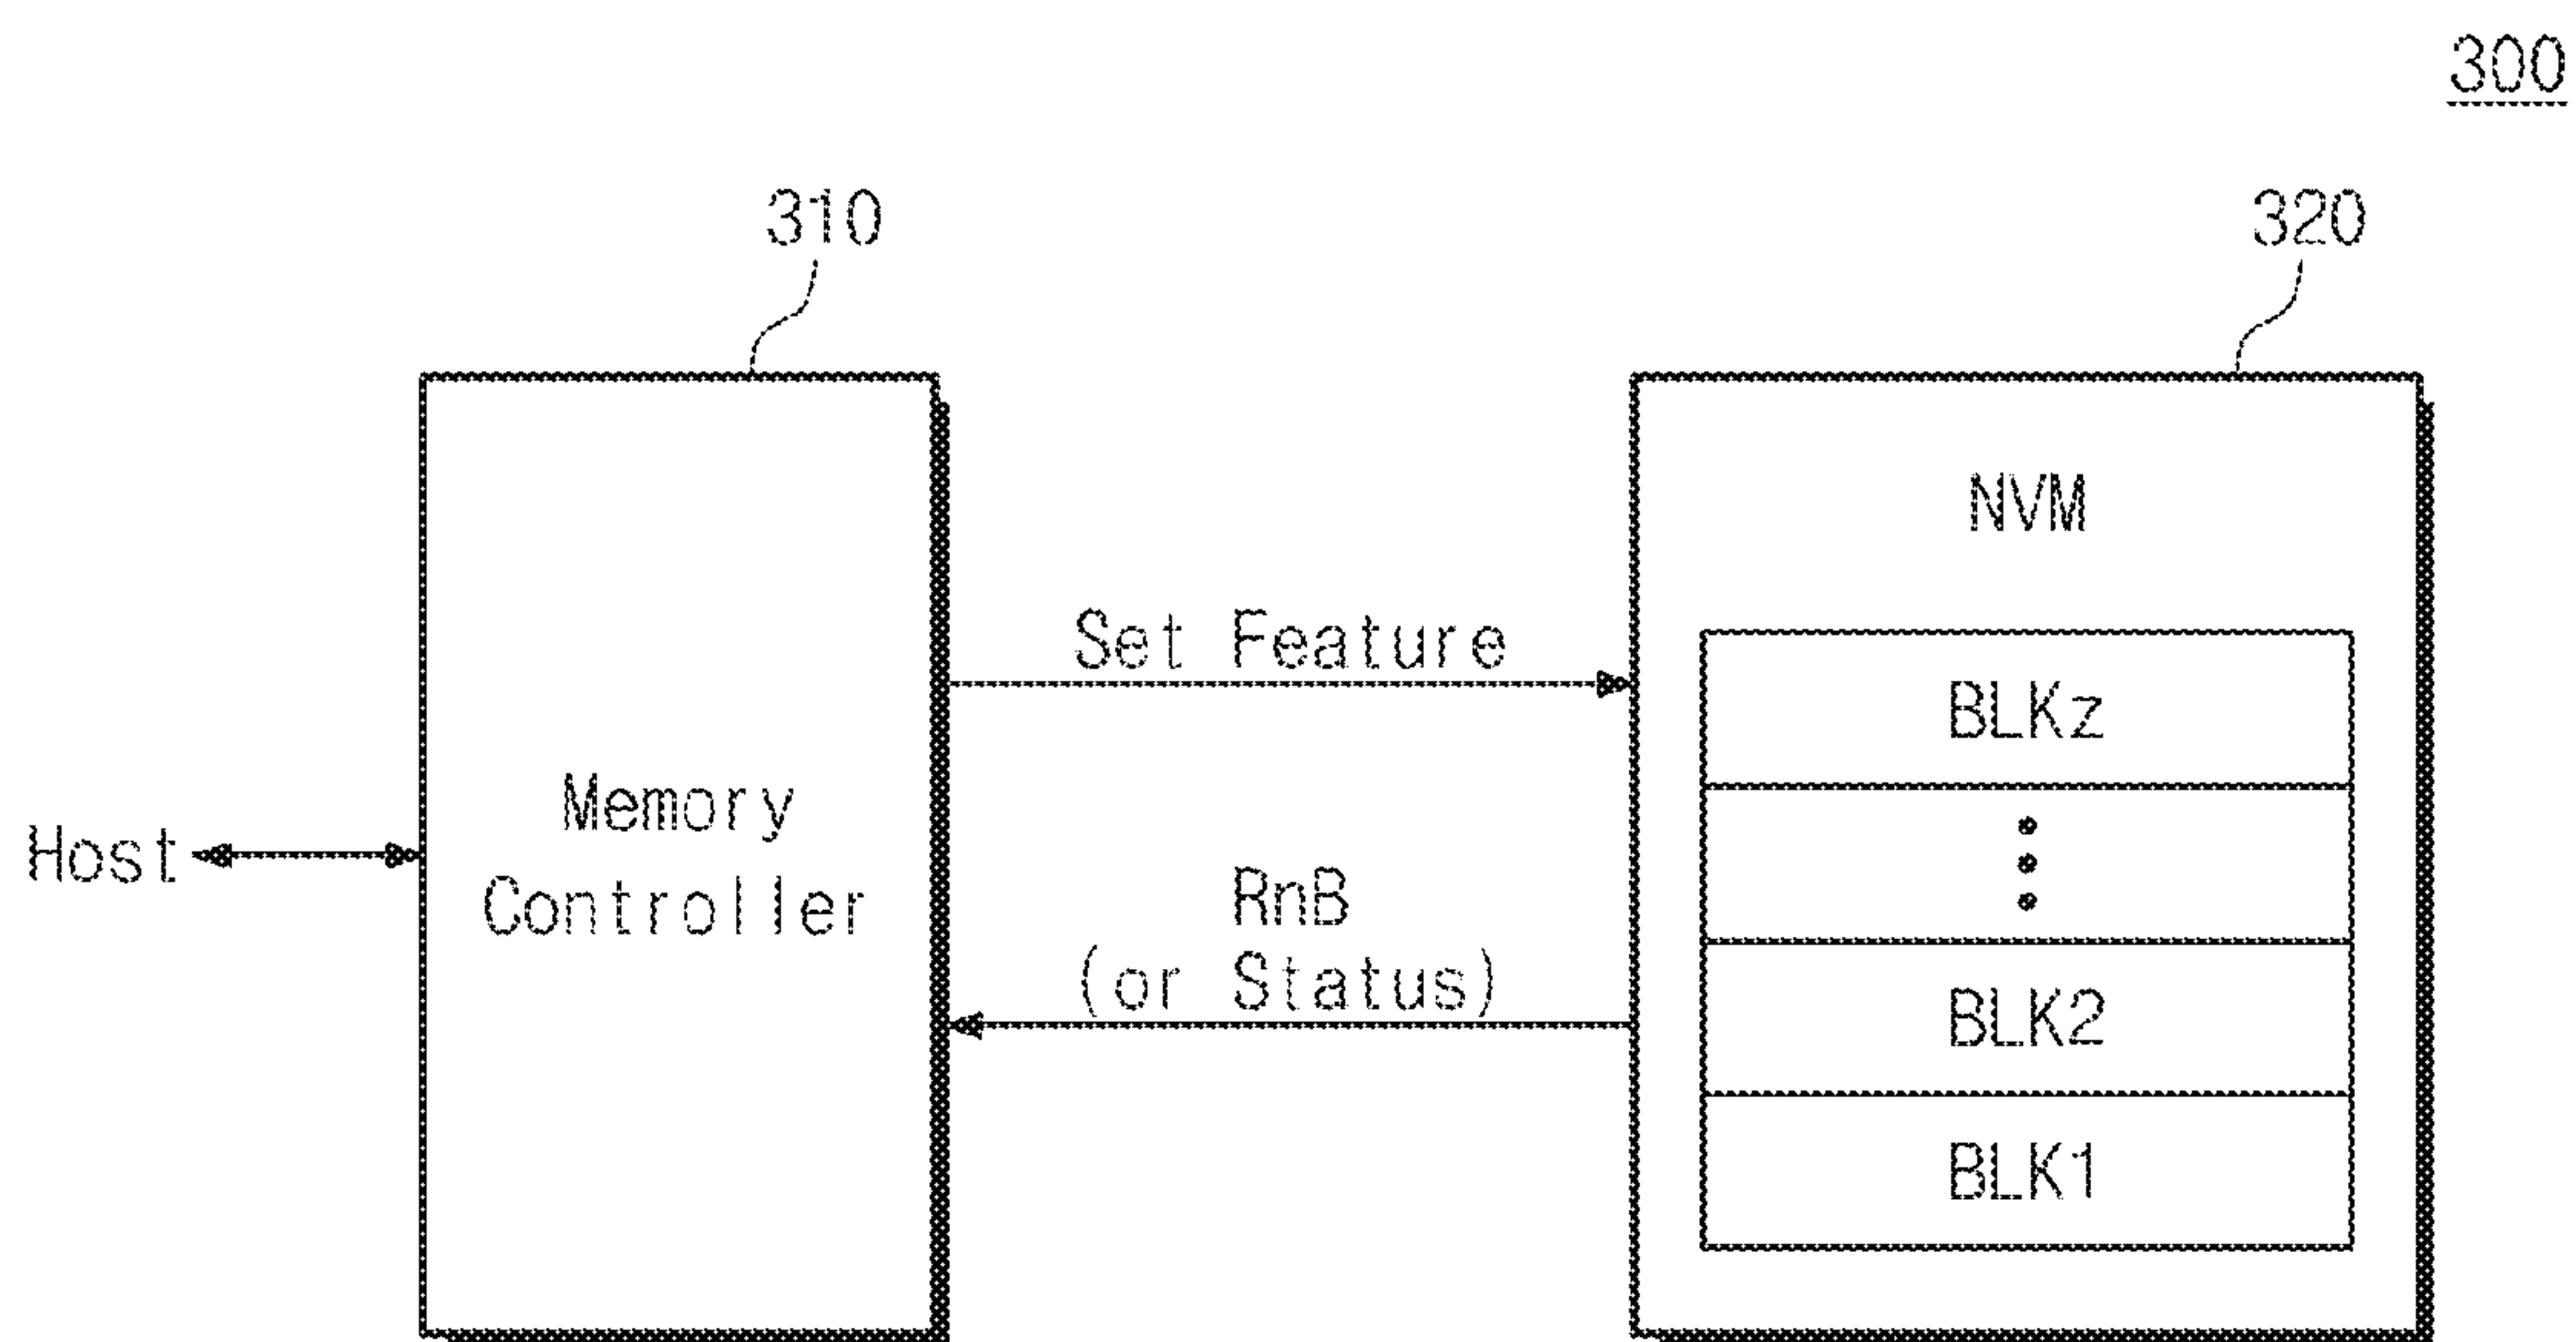 300
310
320
NVM
Set Feature
BLKz
Memory
Controller
Host
RnB
(or Status)
BLK2
BLK1